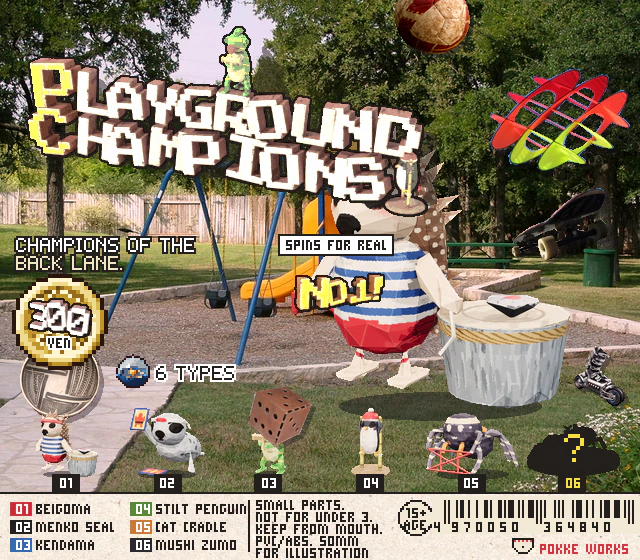 PLAYGROUND
CHAMPIONS!
CHAMPIONS OF THE
BACK LANE.
SPINS FOR REAL
NO.1!
300
YEN
6 TYPES
?
01
02
03
04
05
06
01 BEIGOMA
02 MENKO SEAL
03 KENDAMA
04 STILT PENGUIN
05 CAT CRADLE
06 MUSHI ZUMO
SMALL PARTS.
NOT FOR UNDER 3.
KEEP FROM MOUTH.
PVC/ABS. 50MM
FOR ILLUSTRATION
15+
AGE
4 970050 364840
POKKE WORKS